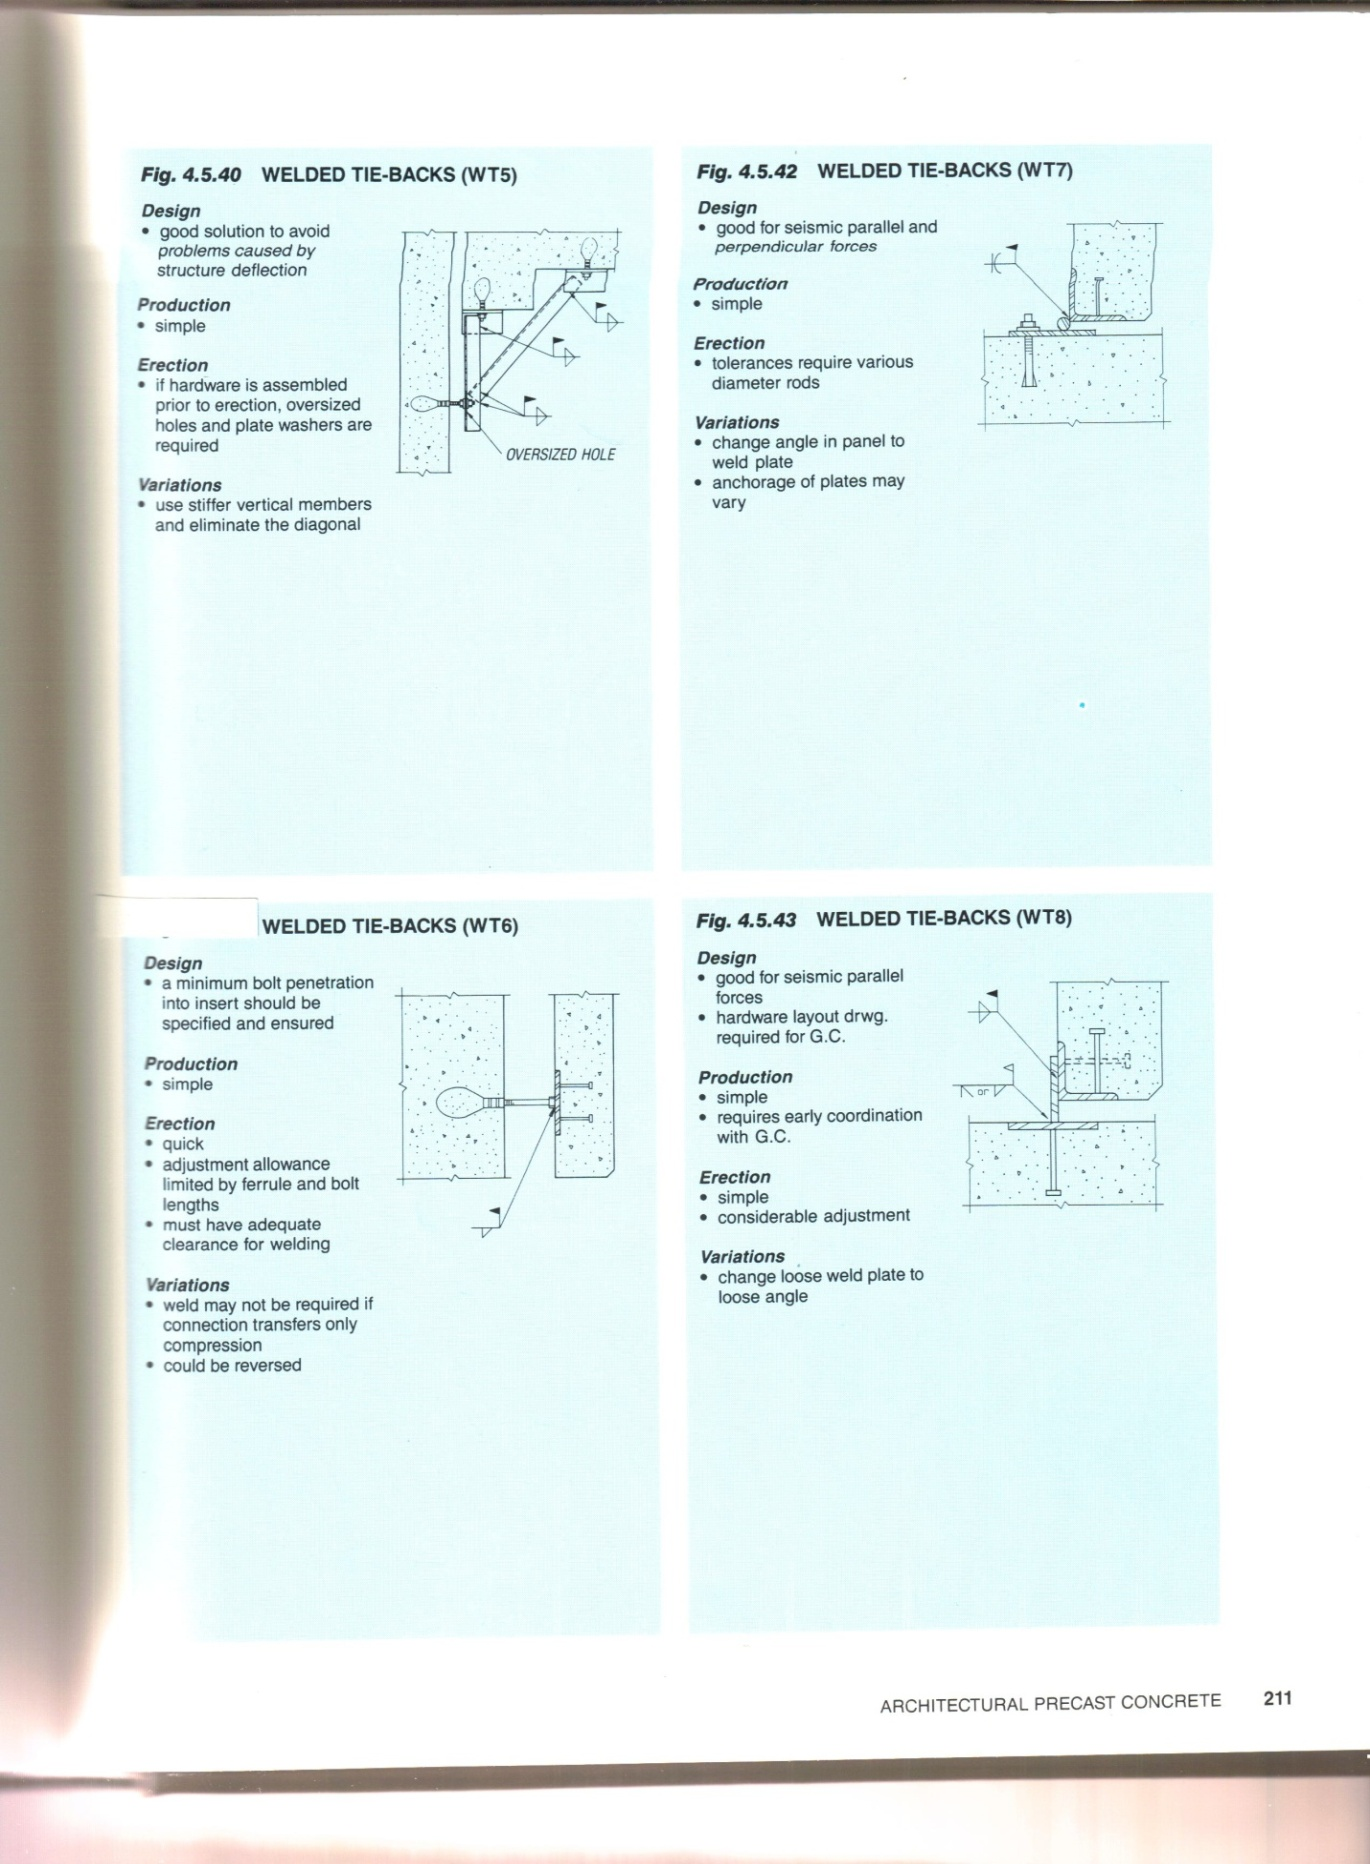 Fig. 4.5.40 WELDED TIE-BACKS (WT5)
Design
• good solution to avoid
problems caused by
structure deflection
Production
• simple
Erection
• if hardware is assembled
prior to erection, oversized
holes and plate washers are
required
Variations
• use stiffer vertical members
and eliminate the diagonal
OVERSIZED HOLE
Fig. 4.5.42 WELDED TIE-BACKS (WT7)
Design
• good for seismic parallel and
perpendicular forces
Production
• simple
Erection
• tolerances require various
diameter rods
Variations
• change angle in panel to
weld plate
• anchorage of plates may
vary
WELDED TIE-BACKS (WT6)
Design
• a minimum bolt penetration
into insert should be
specified and ensured
Production
• simple
Erection
• quick
• adjustment allowance
limited by ferrule and bolt
lengths
• must have adequate
clearance for welding
Variations
• weld may not be required if
connection transfers only
compression
• could be reversed
Fig. 4.5.43 WELDED TIE-BACKS (WT8)
Design
• good for seismic parallel
forces
• hardware layout drwg.
required for G.C.
Production
• simple
• requires early coordination
with G.C.
Erection
• simple
• considerable adjustment
Variations
• change loose weld plate to
loose angle
or
ARCHITECTURAL PRECAST CONCRETE 211